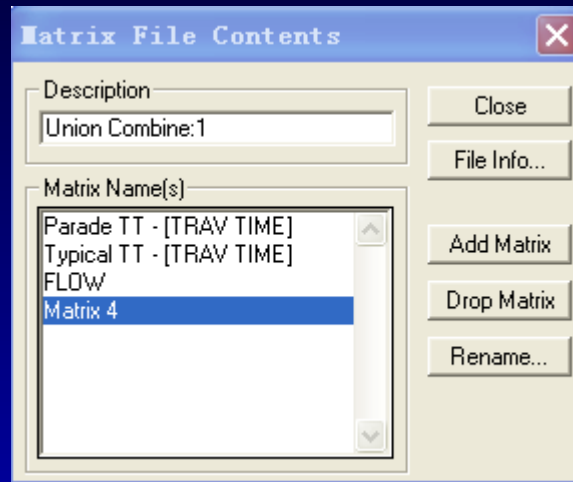 Matrix File Contents
Description
Union Combine:1
Close
File Info...
Matrix Name(s)
Parade TT - [TRAV TIME]
Typical TT - [TRAV TIME]
FLOW
Matrix 4
Add Matrix
Drop Matrix
Rename...